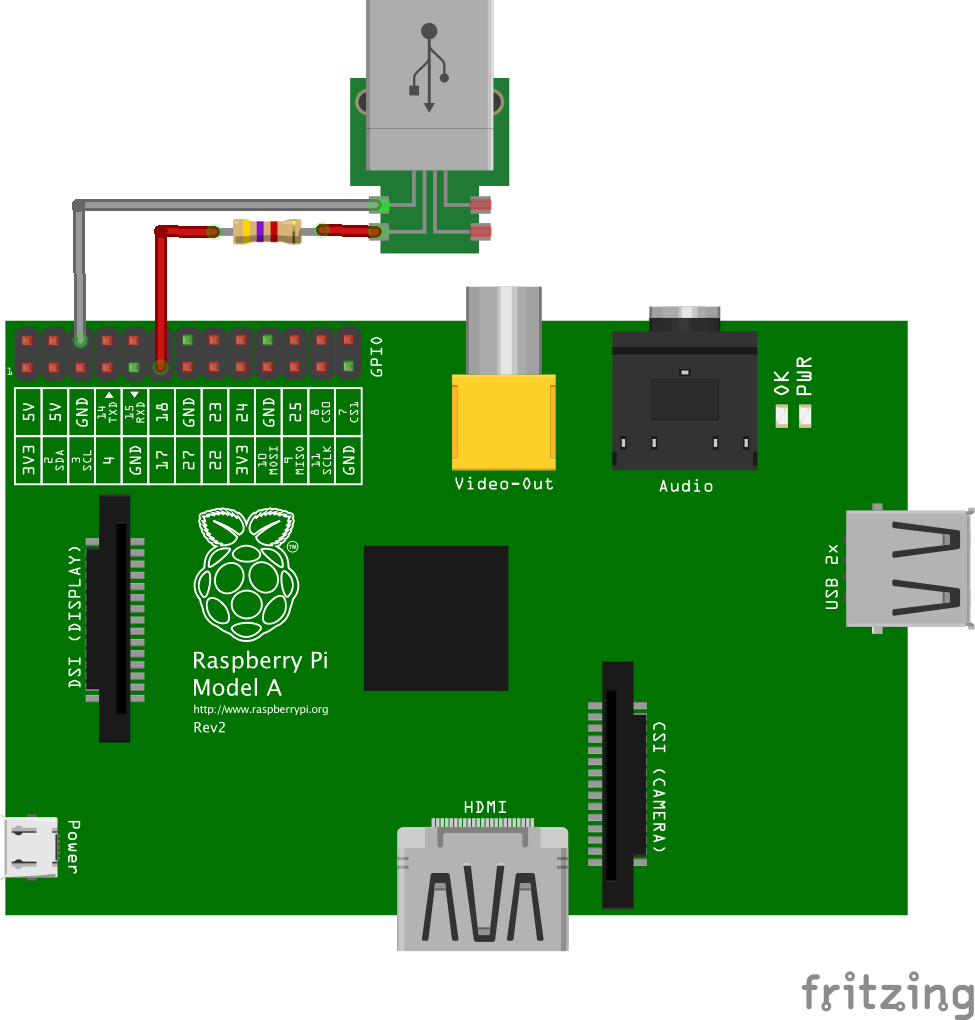 GPIO
1
5V 5V GND 14 TXD 15 RXD 18 GND 23 24 GND 25 8 CS0 7 CS1
3V3 2 SDA 3 SCL 4 GND 17 27 22 3V3 10 MOSI 9 MISO 11 SCLK GND
OK
PWR
Video-Out
Audio
DSI (DISPLAY)
TM
USB 2x
Raspberry Pi
Model A
http://www.raspberrypi.org
Rev2
CSI (CAMERA)
HDMI
Power
fritzing